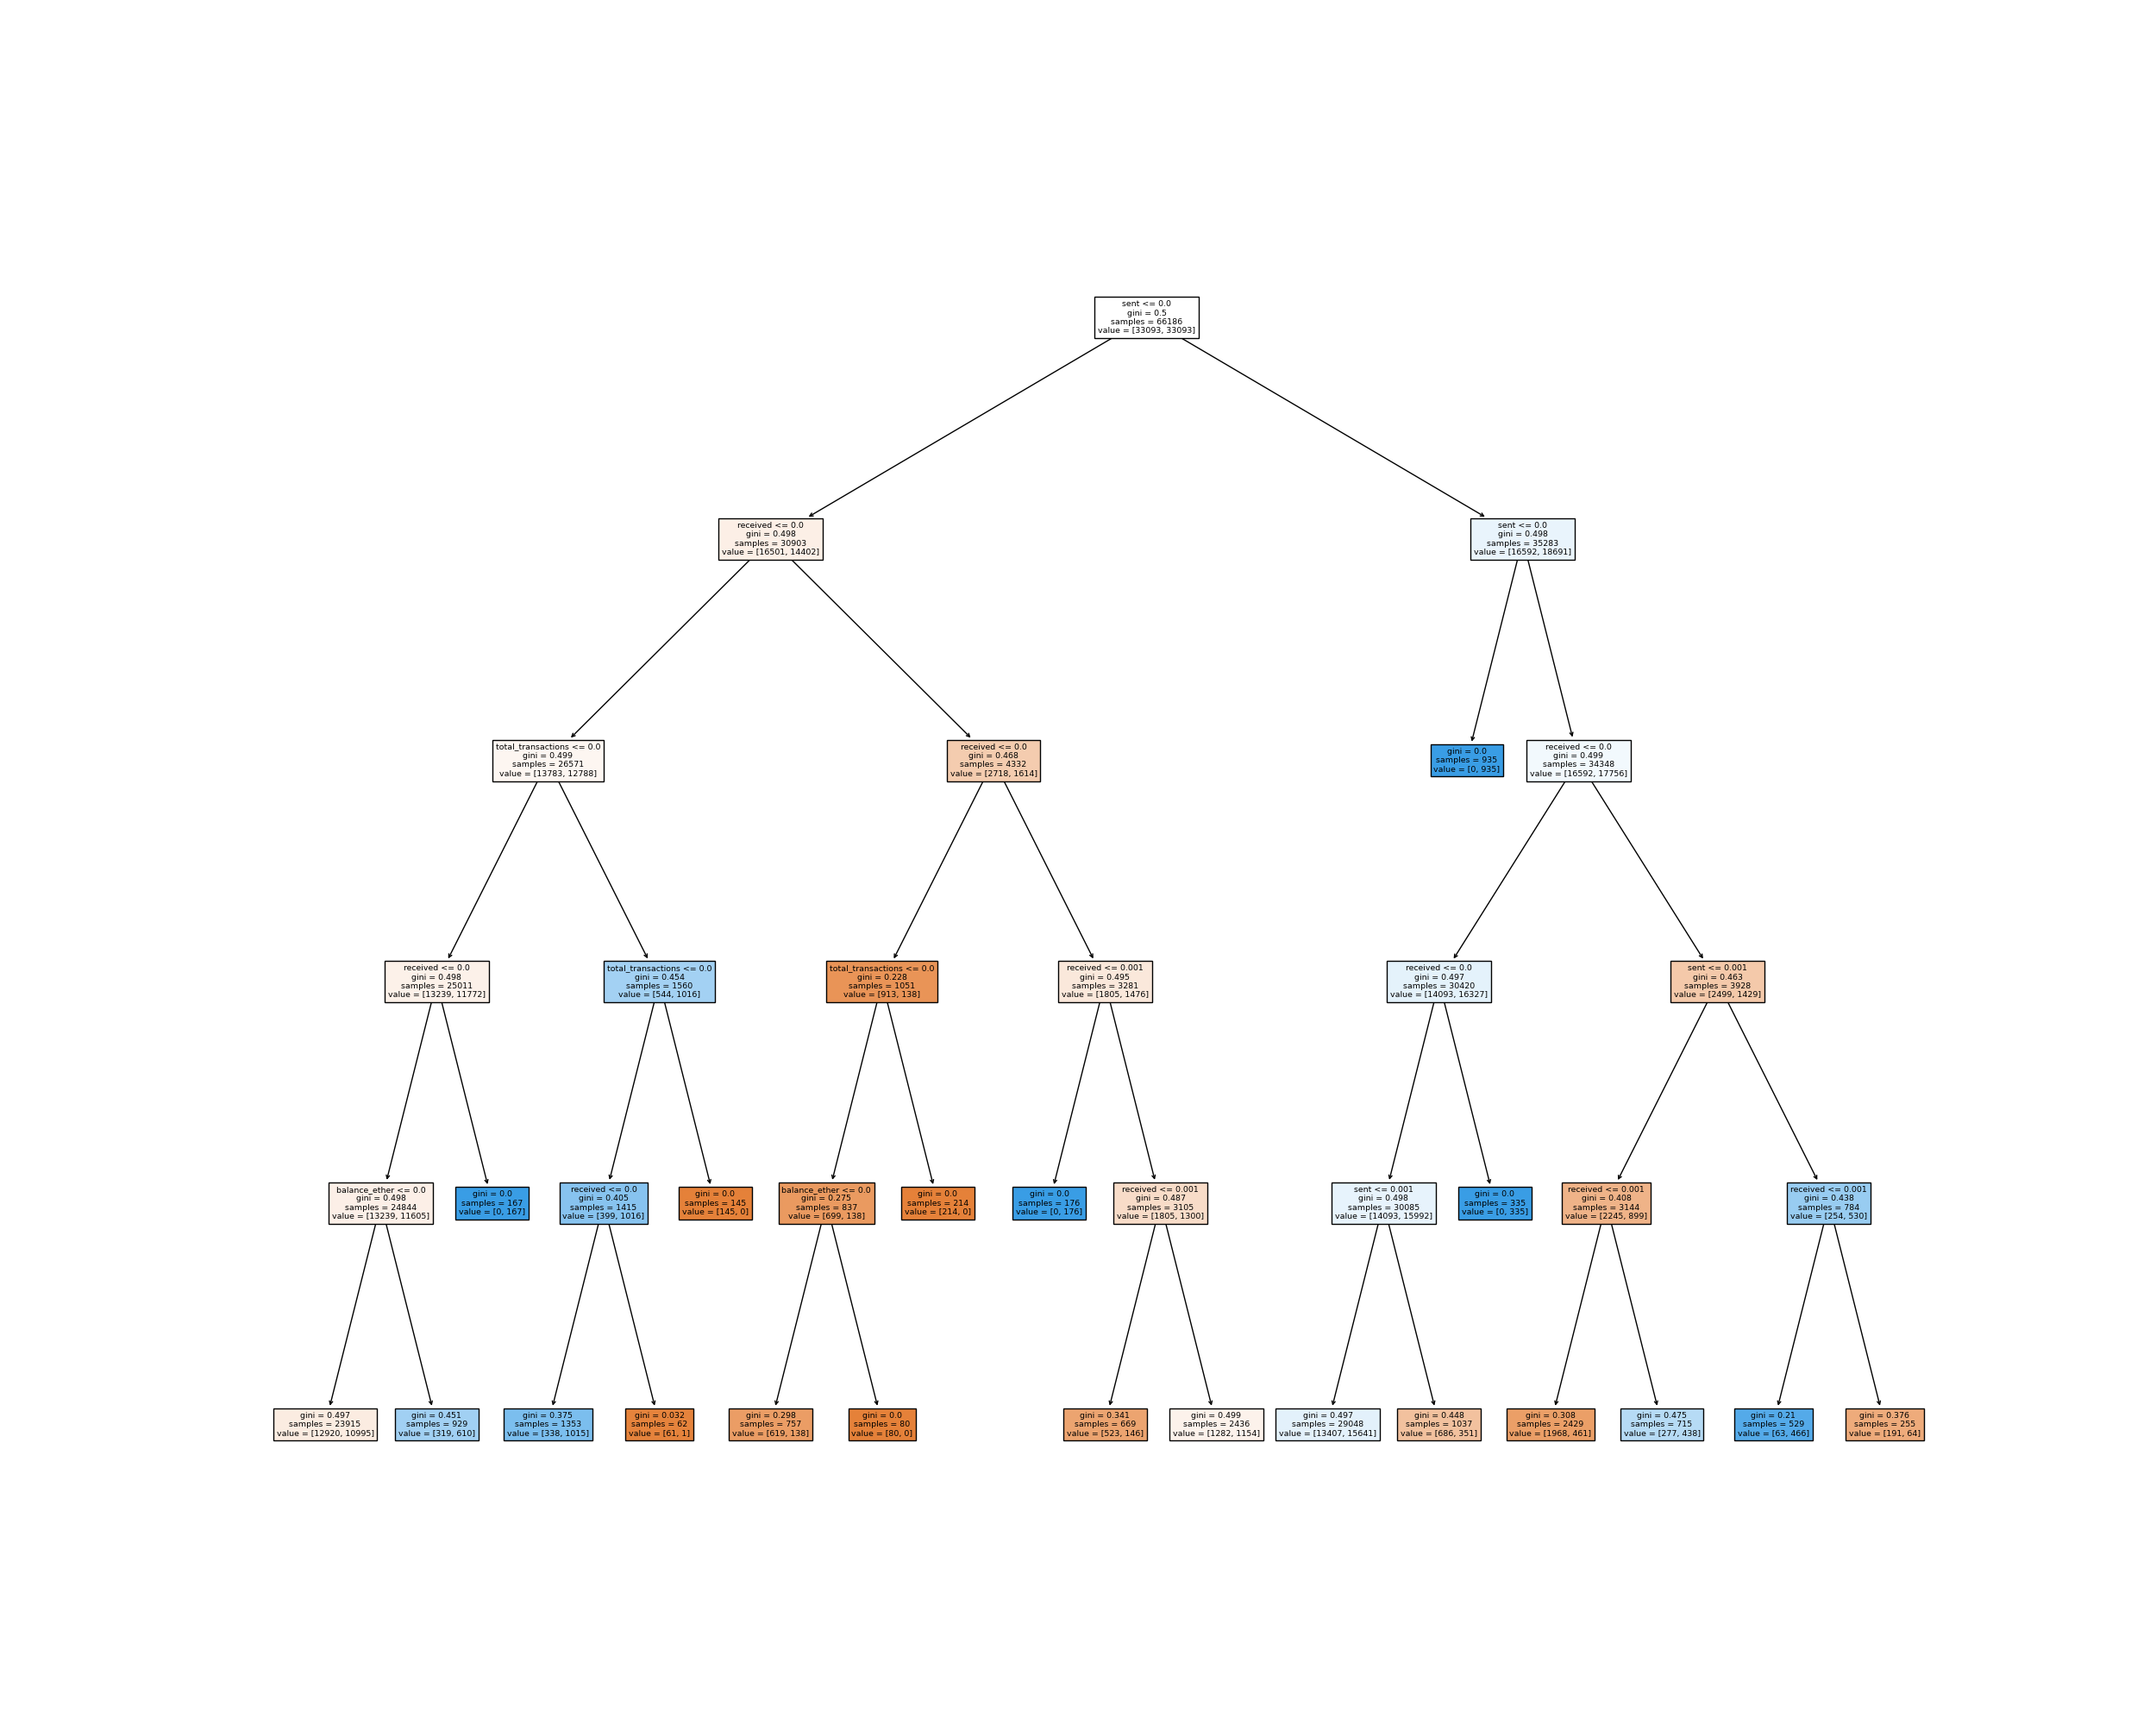 sent <= 0.0
gini = 0.5
samples = 66186
value = [33093, 33093]
received <= 0.0
gini = 0.498
samples = 30903
value = [16501, 14402]
sent <= 0.0
gini = 0.498
samples = 35283
value = [16592, 18691]
total_transactions <= 0.0
gini = 0.499
samples = 26571
value = [13783, 12788]
received <= 0.0
gini = 0.468
samples = 4332
value = [2718, 1614]
gini = 0.0
samples = 935
value = [0, 935]
received <= 0.0
gini = 0.499
samples = 34348
value = [16592, 17756]
received <= 0.0
gini = 0.498
samples = 25011
value = [13239, 11772]
total_transactions <= 0.0
gini = 0.454
samples = 1560
value = [544, 1016]
total_transactions <= 0.0
gini = 0.228
samples = 1051
value = [913, 138]
received <= 0.001
gini = 0.495
samples = 3281
value = [1805, 1476]
received <= 0.0
gini = 0.497
samples = 30420
value = [14093, 16327]
sent <= 0.001
gini = 0.463
samples = 3928
value = [2499, 1429]
balance_ether <= 0.0
gini = 0.498
samples = 24844
value = [13239, 11605]
gini = 0.0
samples = 167
value = [0, 167]
received <= 0.0
gini = 0.405
samples = 1415
value = [399, 1016]
gini = 0.0
samples = 145
value = [145, 0]
balance_ether <= 0.0
gini = 0.275
samples = 837
value = [699, 138]
gini = 0.0
samples = 214
value = [214, 0]
gini = 0.0
samples = 176
value = [0, 176]
received <= 0.001
gini = 0.487
samples = 3105
value = [1805, 1300]
sent <= 0.001
gini = 0.498
samples = 30085
value = [14093, 15992]
gini = 0.0
samples = 335
value = [0, 335]
received <= 0.001
gini = 0.408
samples = 3144
value = [2245, 899]
received <= 0.001
gini = 0.438
samples = 784
value = [254, 530]
gini = 0.497
samples = 23915
value = [12920, 10995]
gini = 0.451
samples = 929
value = [319, 610]
gini = 0.375
samples = 1353
value = [338, 1015]
gini = 0.032
samples = 62
value = [61, 1]
gini = 0.298
samples = 757
value = [619, 138]
gini = 0.0
samples = 80
value = [80, 0]
gini = 0.341
samples = 669
value = [523, 146]
gini = 0.499
samples = 2436
value = [1282, 1154]
gini = 0.497
samples = 29048
value = [13407, 15641]
gini = 0.448
samples = 1037
value = [686, 351]
gini = 0.308
samples = 2429
value = [1968, 461]
gini = 0.475
samples = 715
value = [277, 438]
gini = 0.21
samples = 529
value = [63, 466]
gini = 0.376
samples = 255
value = [191, 64]